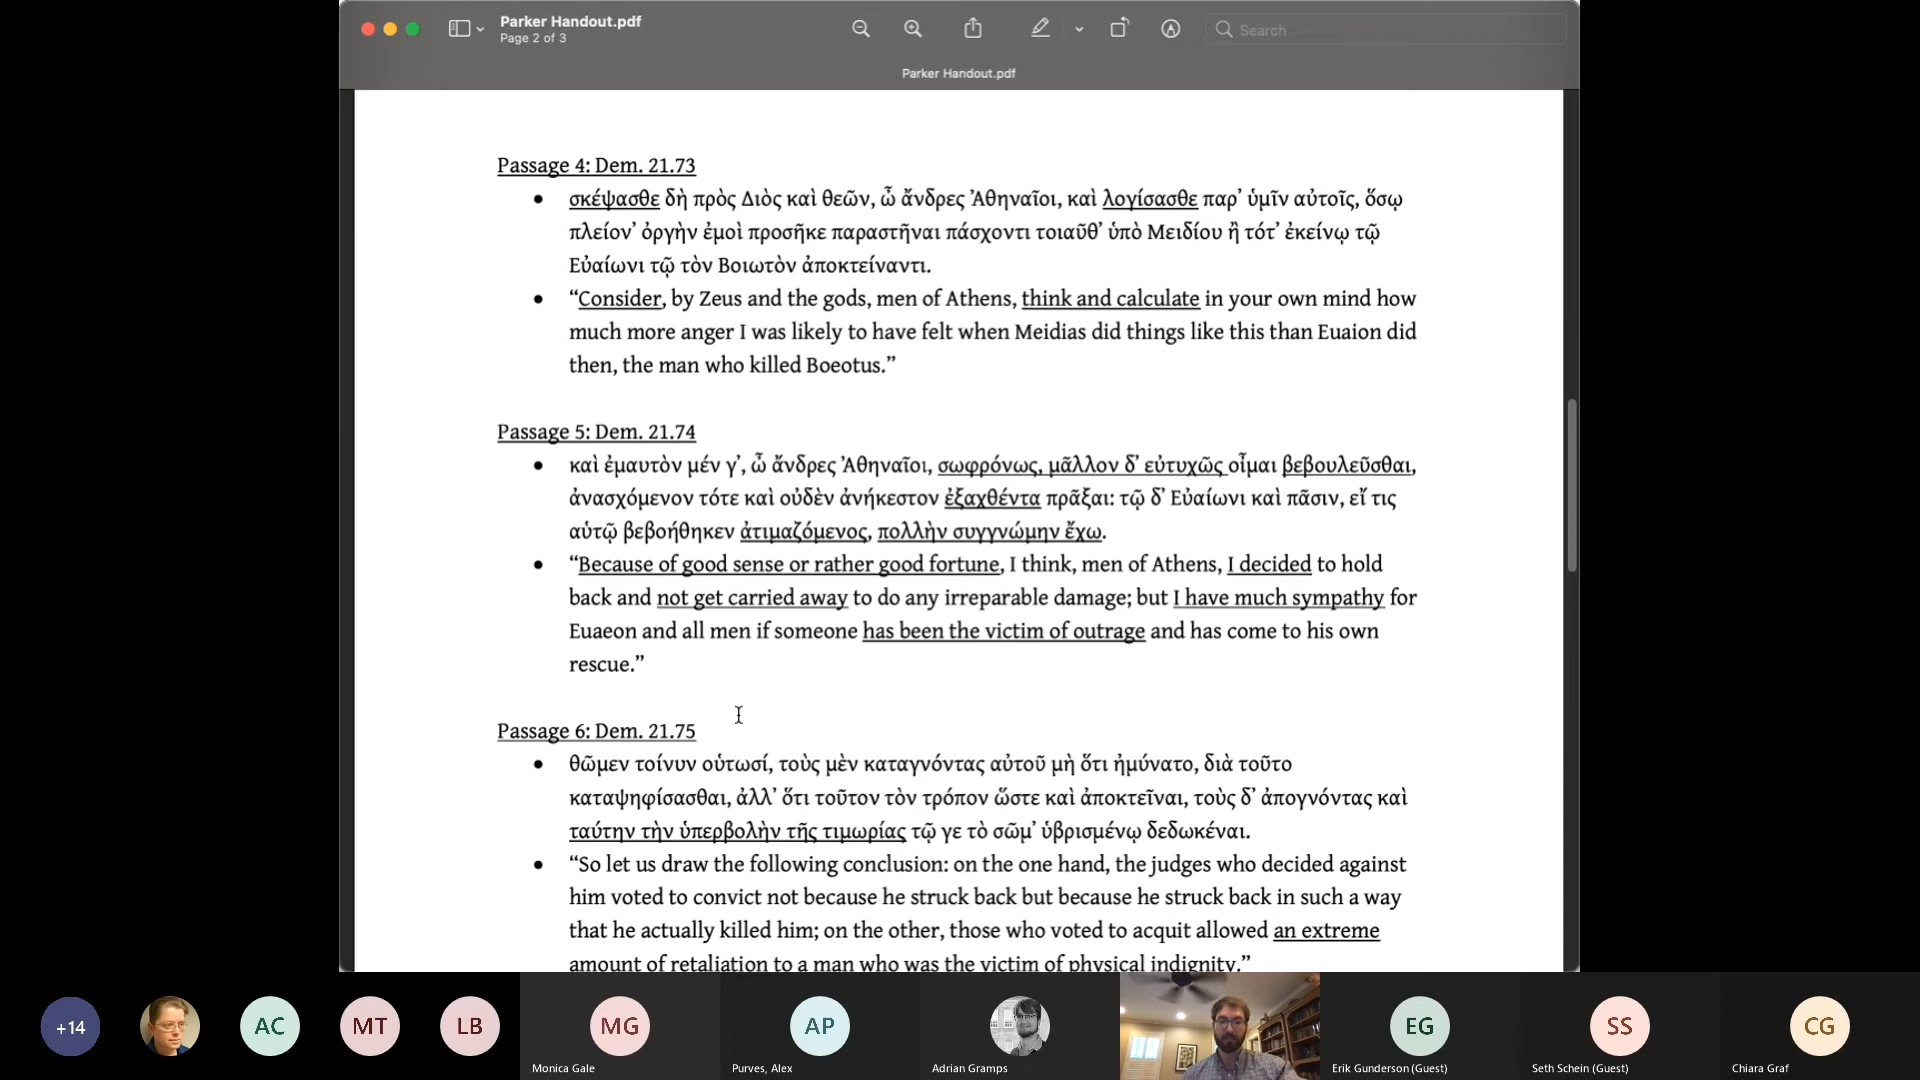 Parker Handout.pdf
Page 2 of 3
Search
Parker Handout.pdf
Passage 4: Dem. 21.73
• σκέψασθε δὴ πρὸς Διὸς καὶ θεῶν, ὦ ἄνδρες Ἀθηναῖοι, καὶ λογίσασθε παρ’ ὑμῖν αὐτοῖς, ὅσῳ
πλείον’ ὀργὴν ἐμοὶ προσῆκε παραστῆναι πάσχοντι τοιαῦθ’ ὑπὸ Μειδίου ἢ τότ’ ἐκείνῳ τῷ
Εὐαίωνι τῷ τὸν Βοιωτὸν ἀποκτείναντι.
• “Consider, by Zeus and the gods, men of Athens, think and calculate in your own mind how
much more anger I was likely to have felt when Meidias did things like this than Euaion did
then, the man who killed Boeotus.”
Passage 5: Dem. 21.74
• καὶ ἐμαυτὸν μέν γ’, ὦ ἄνδρες Ἀθηναῖοι, σωφρόνως, μᾶλλον δ’ εὐτυχῶς οἶμαι βεβουλεῦσθαι,
ἀνασχόμενον τότε καὶ οὐδὲν ἀνήκεστον ἐξαχθέντα πρᾶξαι: τῷ δ’ Εὐαίωνι καὶ πᾶσιν, εἴ τις
αὑτῷ βεβοήθηκεν ἀτιμαζόμενος, πολλὴν συγγνώμην ἔχω.
• “Because of good sense or rather good fortune, I think, men of Athens, I decided to hold
back and not get carried away to do any irreparable damage; but I have much sympathy for
Euaeon and all men if someone has been the victim of outrage and has come to his own
rescue.”
Passage 6: Dem. 21.75
• θῶμεν τοίνυν οὑτωσί, τοὺς μὲν καταγνόντας αὐτοῦ μὴ ὅτι ἠμύνατο, διὰ τοῦτο
καταψηφίσασθαι, ἀλλ’ ὅτι τοῦτον τὸν τρόπον ὥστε καὶ ἀποκτεῖναι, τοὺς δ’ ἀπογνόντας καὶ
ταύτην τὴν ὑπερβολὴν τῆς τιμωρίας τῷ γε τὸ σῶμ’ ὑβρισμένῳ δεδωκέναι.
• “So let us draw the following conclusion: on the one hand, the judges who decided against
him voted to convict not because he struck back but because he struck back in such a way
that he actually killed him; on the other, those who voted to acquit allowed an extreme
amount of retaliation to a man who was the victim of physical indignity.”
+14 AC MT LB MG AP EG SS CG
Monica Gale Purves, Alex Adrian Gramps Erik Gunderson (Guest) Seth Schein (Guest) Chiara Graf